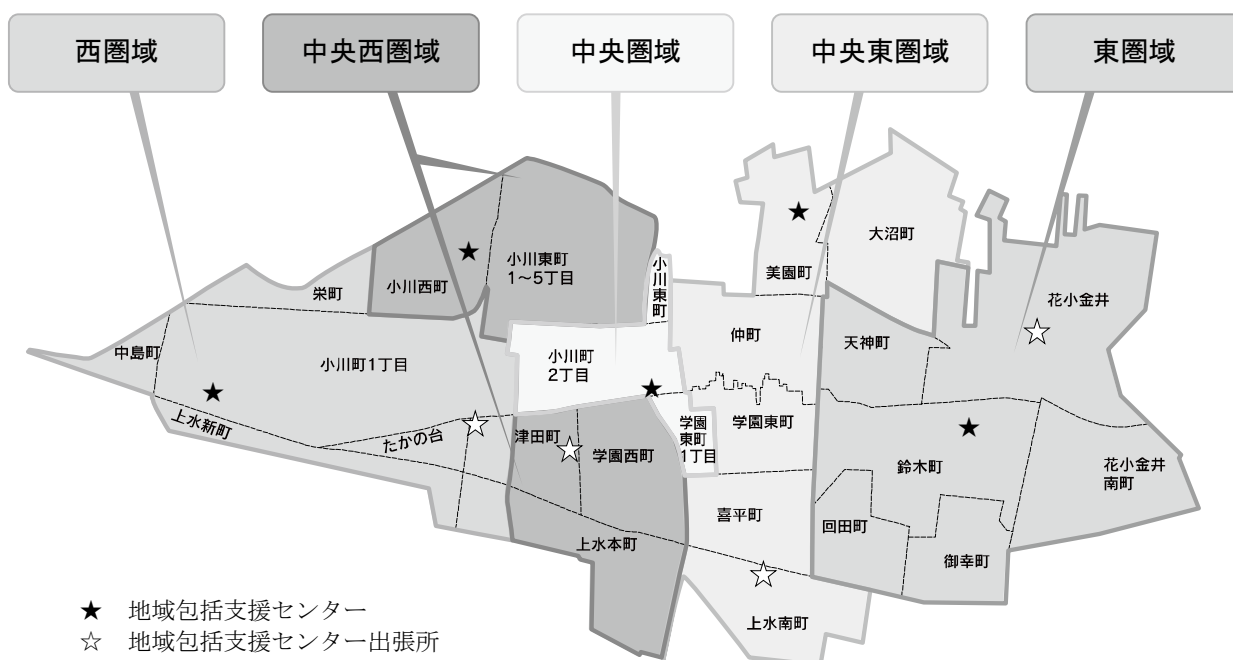 西圏域
中央西圏域
中央圏域
中央東圏域
東圏域
大沼町
美園町
小川東町
1〜5丁目
小川東町
小川西町
栄町
花小金井
中島町
小川町1丁目
小川町
2丁目
仲町
天神町
上水新町
たかの台
津田町
学園西町
学園
東町
1丁目
学園東町
鈴木町
花小金井
南町
喜平町
回田町
御幸町
上水本町
上水南町
★ 地域包括支援センター
☆ 地域包括支援センター出張所